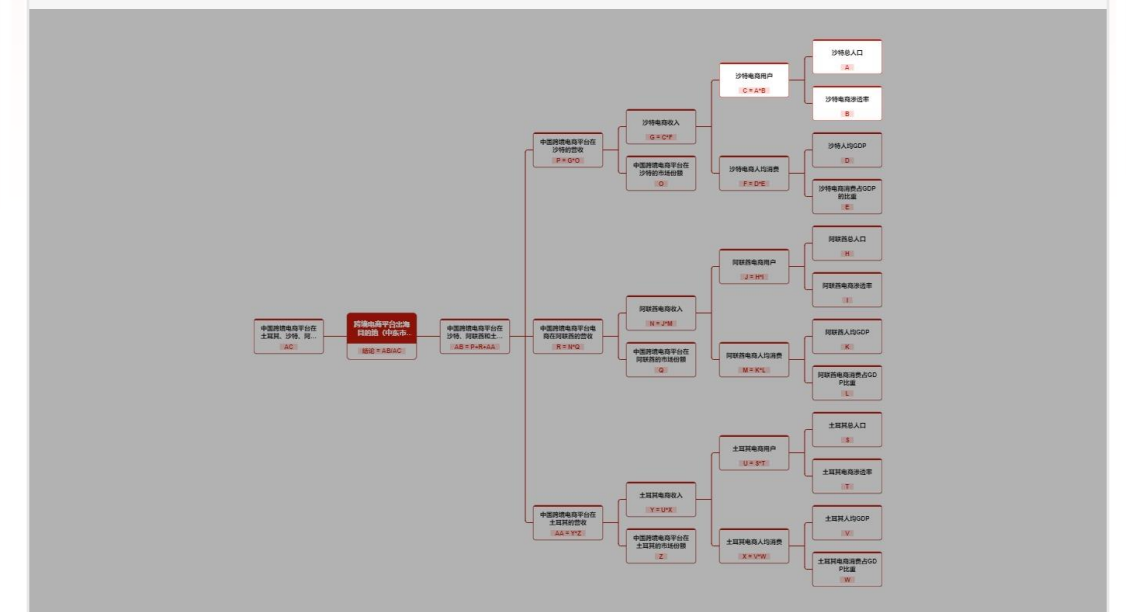 沙特总人口
A
沙特电商用户
C = A*B
沙特电商渗透率
B
沙特电商收入
G = C*F
中国跨境电商平台在
沙特的营收
P = G*O
沙特人均GDP
D
中国跨境电商平台在
沙特的市场份额
O
沙特电商人均消费
F = D*E
沙特电商消费占GDP
的比重
E
阿联酋总人口
H
阿联酋电商用户
J = H*I
阿联酋电商渗透率
I
阿联酋电商收入
N = J*M
中国跨境电商平台在
土耳其、沙特、阿...
AC
跨境电商平台出海
目的地（中东市...
结论 = AB/AC
中国跨境电商平台在
沙特、阿联酋和土...
AB = P+R+AA
中国跨境电商平台电
商在阿联酋的营收
R = N*Q
阿联酋人均GDP
K
中国跨境电商平台在
阿联酋的市场份额
Q
阿联酋电商人均消费
M = K*L
阿联酋电商消费占GD
P比重
L
土耳其总人口
S
土耳其电商用户
U = S*T
土耳其电商渗透率
T
土耳其电商收入
Y = U*X
中国跨境电商平台在
土耳其的营收
AA = Y*Z
土耳其人均GDP
V
中国跨境电商平台在
土耳其的市场份额
Z
土耳其电商人均消费
X = V*W
土耳其电商消费占GD
P比重
W